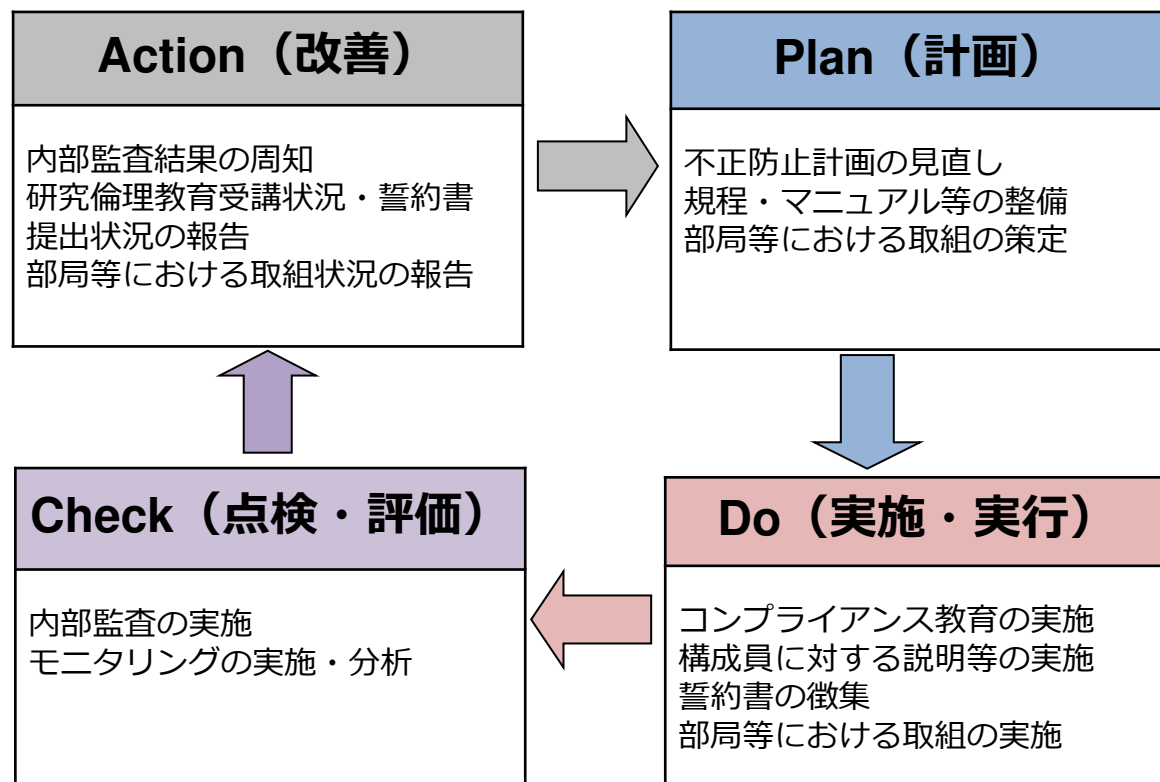 Action（改善）
内部監査結果の周知
研究倫理教育受講状況・誓約書
提出状況の報告
部局等における取組状況の報告
Plan（計画）
不正防止計画の見直し
規程・マニュアル等の整備
部局等における取組の策定
Check（点検・評価）
内部監査の実施
モニタリングの実施・分析
Do（実施・実行）
コンプライアンス教育の実施
構成員に対する説明等の実施
誓約書の徴集
部局等における取組の実施